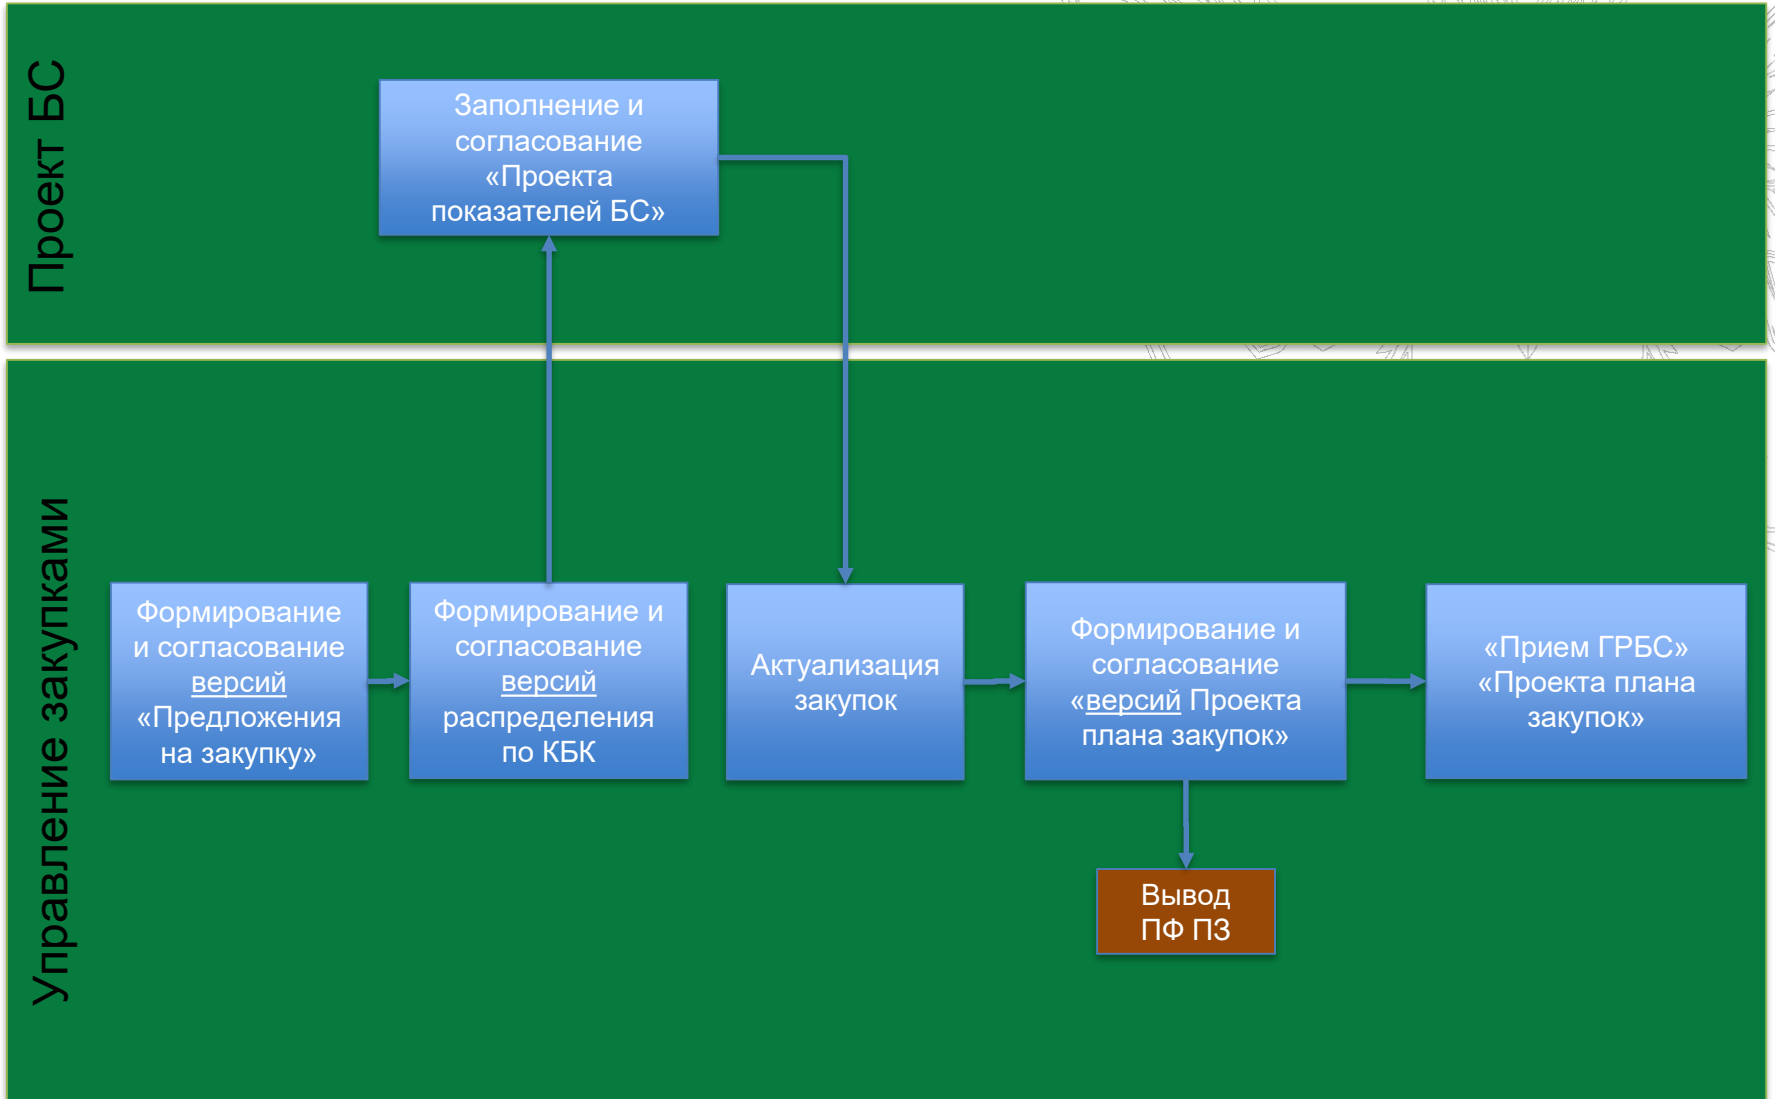 Проект БС
Заполнение и
согласование
«Проекта
показателей БС»
Управление закупками
Формирование
и согласование
версий
«Предложения
на закупку»
Формирование и
согласование
версий
распределения
по КБК
Актуализация
закупок
Формирование и
согласование
«версий Проекта
плана закупок»
«Прием ГРБС»
«Проекта плана
закупок»
Вывод
ПФ ПЗ